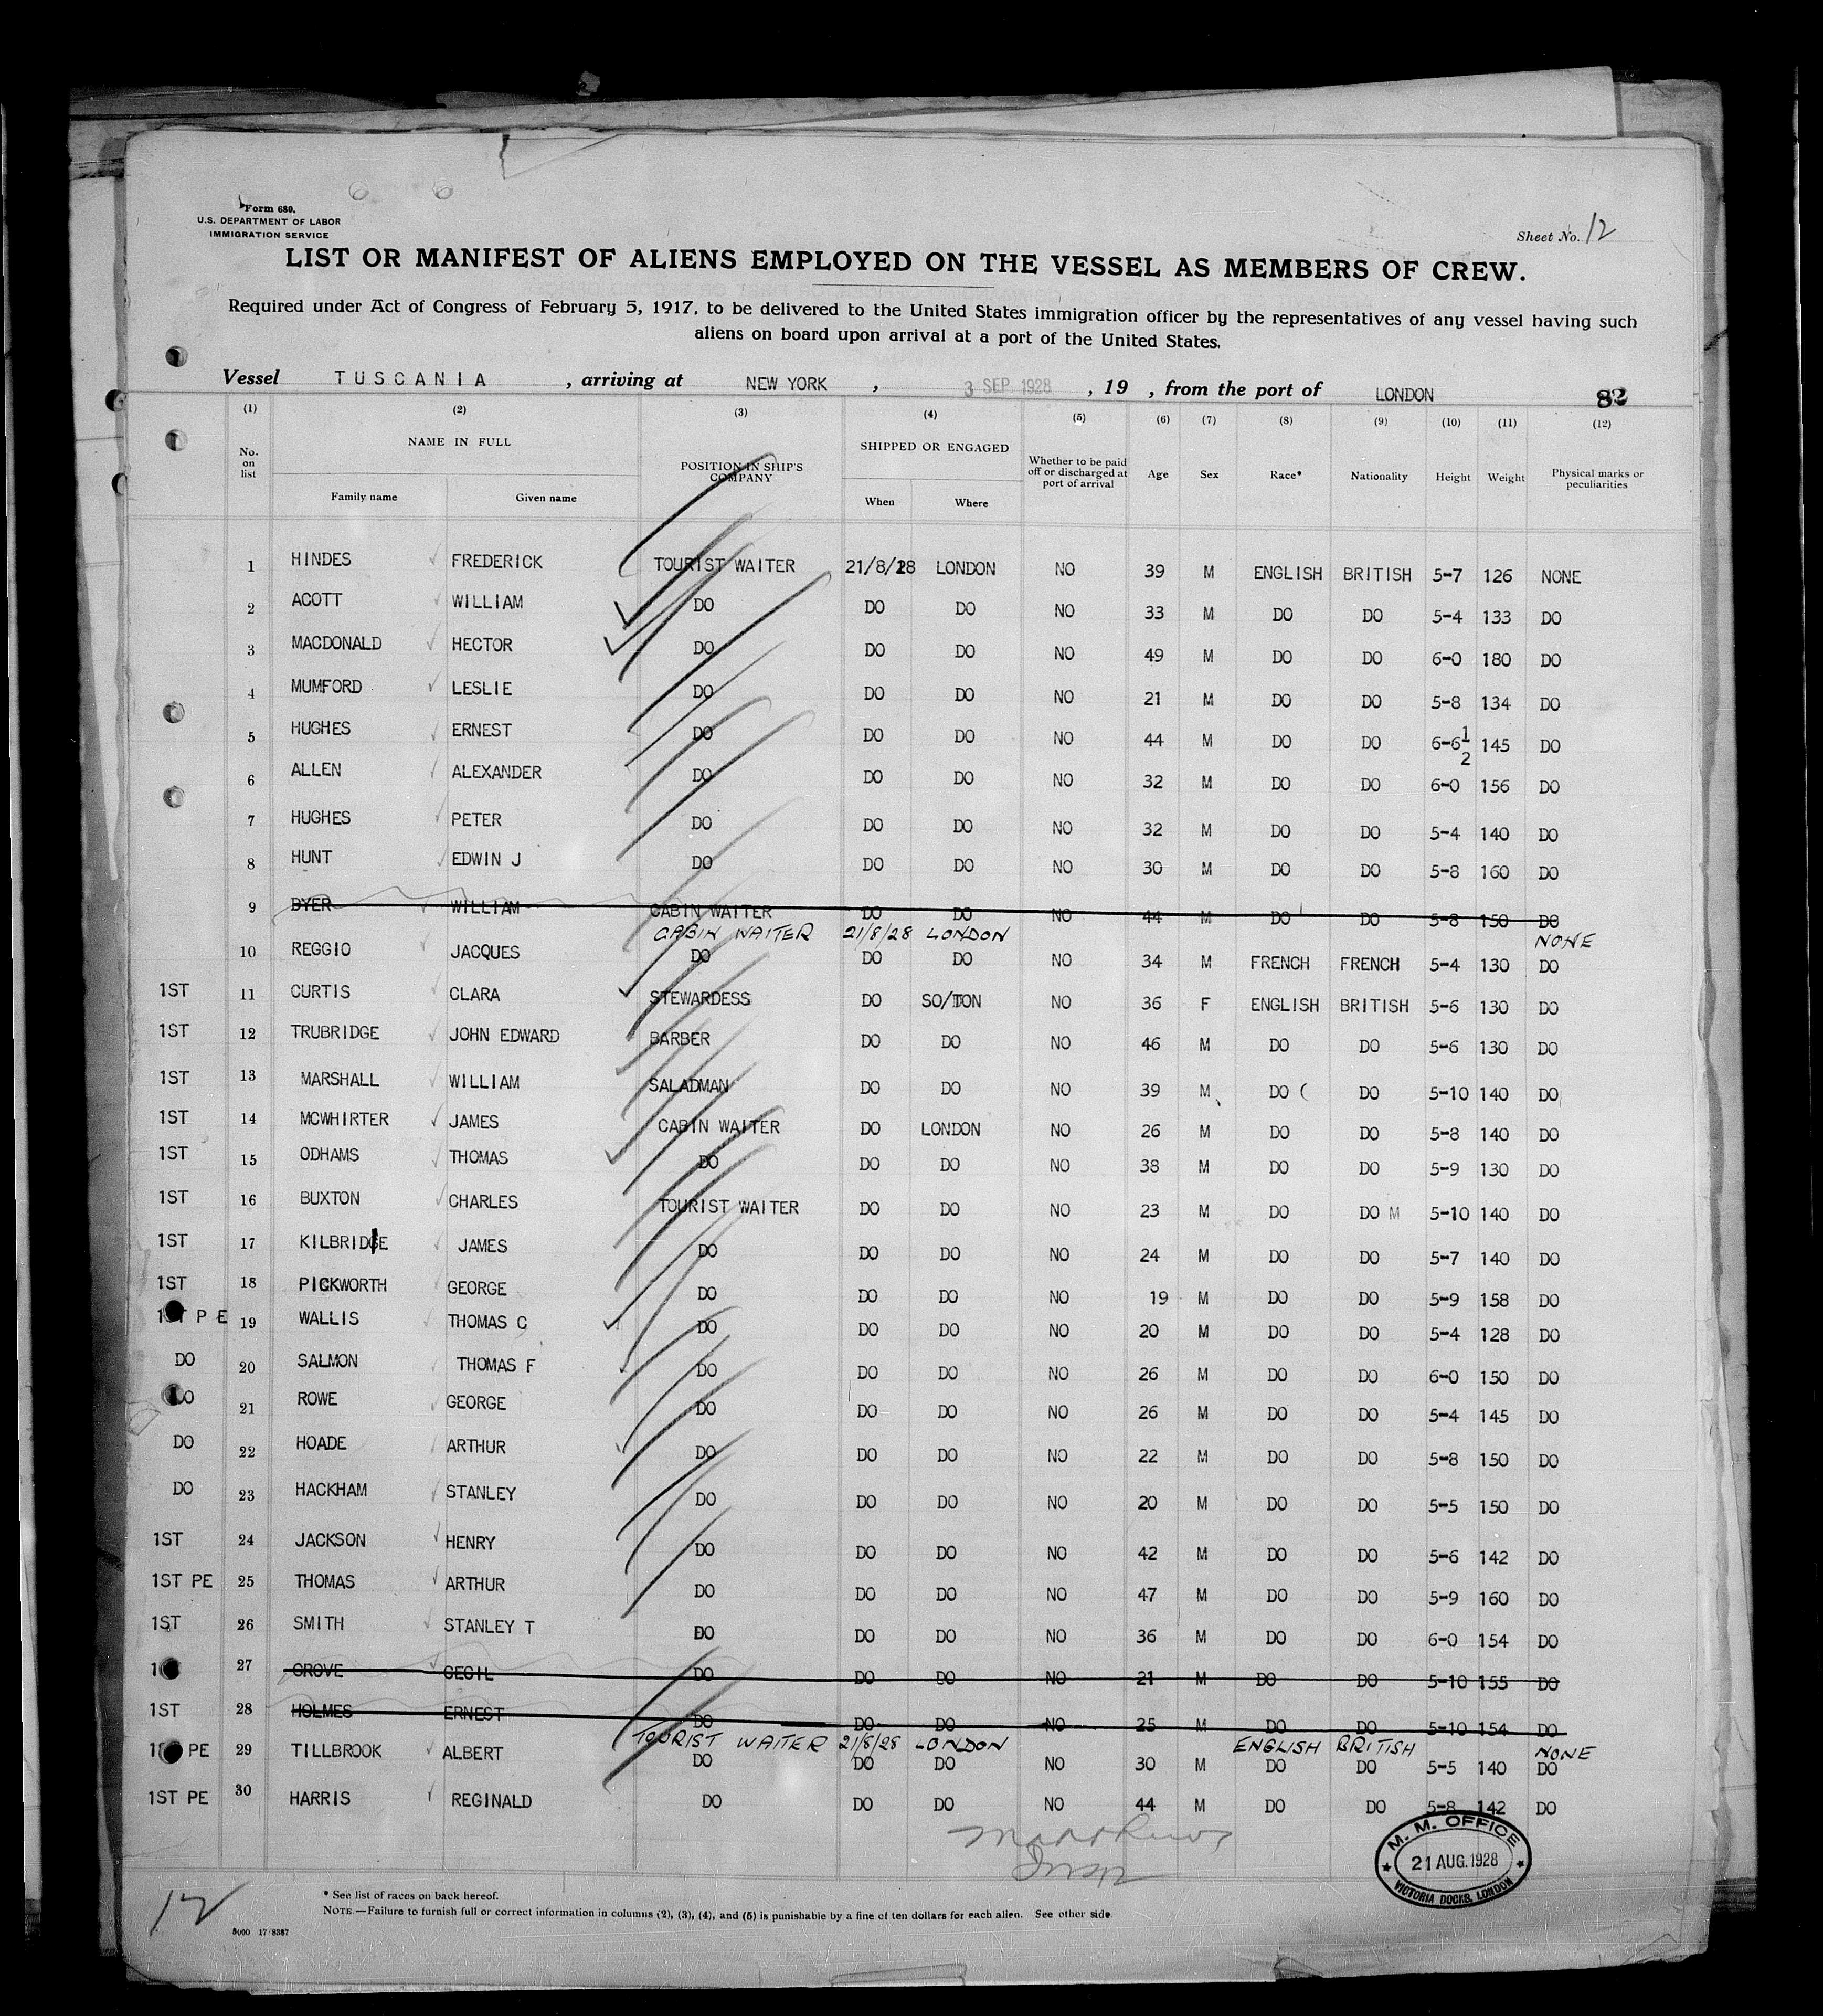 Form 689.
U.S. DEPARTMENT OF LABOR
IMMIGRATION SERVICE
Sheet No. 12
LIST OR MANIFEST OF ALIENS EMPLOYED ON THE VESSEL AS MEMBERS OF CREW.
Required under Act of Congress of February 5, 1917, to be delivered to the United States immigration officer by the representatives of any vessel having such
aliens on board upon arrival at a port of the United States.
Vessel TUSCANIA , arriving at NEW YORK , 3 SEP. 1928 , 19 , from the port of LONDON 82
(1) (2) (3) (4) (5) (6) (7) (8) (9) (10) (11) (12)
No. on list NAME IN FULL Family name Given name POSITION IN SHIP'S COMPANY SHIPPED OR ENGAGED When Where Whether to be paid off or discharged at port of arrival Age Sex Race* Nationality Height Weight Physical marks or peculiarities
1 HINDES FREDERICK TOURIST WAITER 21/8/28 LONDON NO 39 M ENGLISH BRITISH 5-7 126 NONE
2 ACOTT WILLIAM DO DO DO NO 33 M DO DO 5-4 133 DO
3 MACDONALD HECTOR DO DO DO NO 49 M DO DO 6-0 180 DO
4 MUMFORD LESLIE DO DO DO NO 21 M DO DO 5-8 134 DO
5 HUGHES ERNEST DO DO DO NO 44 M DO DO 6-6 1/2 145 DO
6 ALLEN ALEXANDER DO DO DO NO 32 M DO DO 6-0 156 DO
7 HUGHES PETER DO DO DO NO 32 M DO DO 5-4 140 DO
8 HUNT EDWIN J DO DO DO NO 30 M DO DO 5-8 160 DO
9 DYER WILLIAM CABIN WAITER DO DO NO 44 M DO DO 5-8 150 DO
CABIN WAITER 21/8/28 LONDON NONE
10 REGGIO JACQUES DO DO DO NO 34 M FRENCH FRENCH 5-4 130 DO
1ST 11 CURTIS CLARA STEWARDESS DO SO/TON NO 36 F ENGLISH BRITISH 5-6 130 DO
1ST 12 TRUBRIDGE JOHN EDWARD BARBER DO DO NO 46 M DO DO 5-6 130 DO
1ST 13 MARSHALL WILLIAM SALADMAN DO DO NO 39 M DO ( DO 5-10 140 DO
1ST 14 MCWHIRTER JAMES CABIN WAITER DO LONDON NO 26 M DO DO 5-8 140 DO
1ST 15 ODHAMS THOMAS DO DO DO NO 38 M DO DO 5-9 130 DO
1ST 16 BUXTON CHARLES TOURIST WAITER DO DO NO 23 M DO DO M 5-10 140 DO
1ST 17 KILBRIDE JAMES DO DO DO NO 24 M DO DO 5-7 140 DO
1ST 18 PICKWORTH GEORGE DO DO DO NO 19 M DO DO 5-9 158 DO
1ST P E 19 WALLIS THOMAS C DO DO DO NO 20 M DO DO 5-4 128 DO
DO 20 SALMON THOMAS F DO DO DO NO 26 M DO DO 6-0 150 DO
DO 21 ROWE GEORGE DO DO DO NO 26 M DO DO 5-4 145 DO
DO 22 HOADE ARTHUR DO DO DO NO 22 M DO DO 5-8 150 DO
DO 23 HACKHAM STANLEY DO DO DO NO 20 M DO DO 5-5 150 DO
1ST 24 JACKSON HENRY DO DO DO NO 42 M DO DO 5-6 142 DO
1ST PE 25 THOMAS ARTHUR DO DO DO NO 47 M DO DO 5-9 160 DO
1ST 26 SMITH STANLEY T DO DO DO NO 36 M DO DO 6-0 154 DO
27 GROVE CECIL DO DO DO NO 21 M DO DO 5-10 155 DO
1ST 28 HOLMES ERNEST DO DO DO NO 25 M DO DO 5-10 154 DO
TOURIST WAITER 21/8/28 LONDON ENGLISH BRITISH NONE
1ST PE 29 TILLBROOK ALBERT DO DO DO NO 30 M DO DO 5-5 140 DO
1ST PE 30 HARRIS REGINALD DO DO DO NO 44 M DO DO 5-8 142 DO
Matthews
M. M. OFFICE
21 AUG. 1928
VICTORIA DOCKS, LONDON
12
* See list of races on back hereof.
NOTE.—Failure to furnish full or correct information in columns (2), (3), (4), and (5) is punishable by a fine of ten dollars for each alien. See other side
5000 17-8387